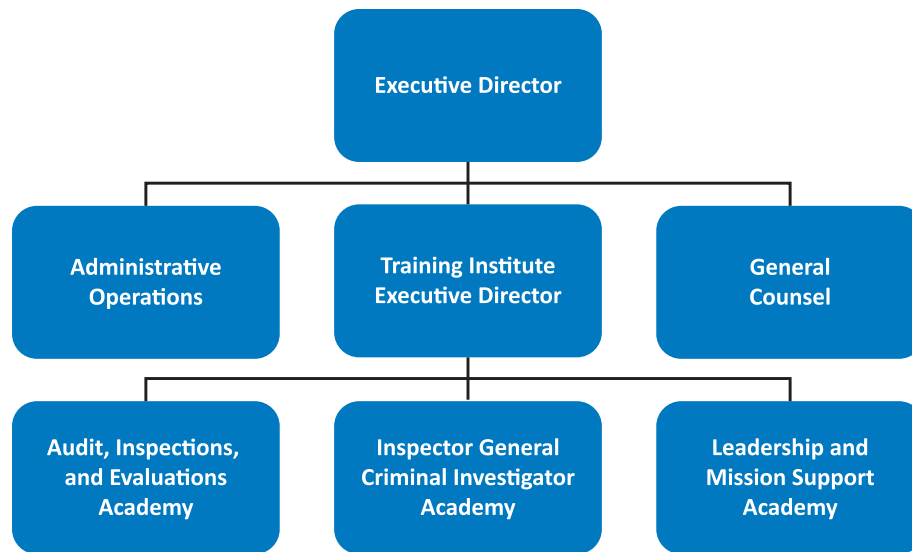 Executive Director
Administrative
Operations
Training Institute
Executive Director
General
Counsel
Audit, Inspections,
and Evaluations
Academy
Inspector General
Criminal Investigator
Academy
Leadership and
Mission Support
Academy